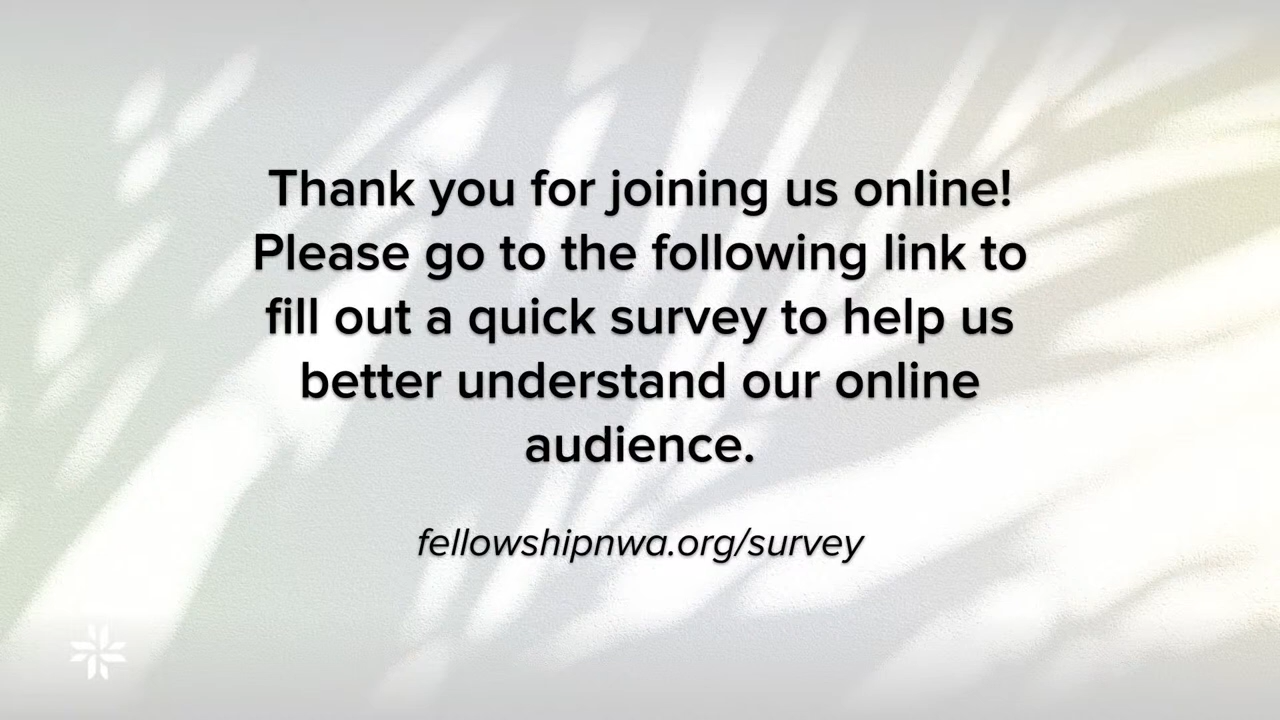 Thank you for joining us online!
Please go to the following link to
fill out a quick survey to help us
better understand our online
audience.
fellowshipnwa.org/survey